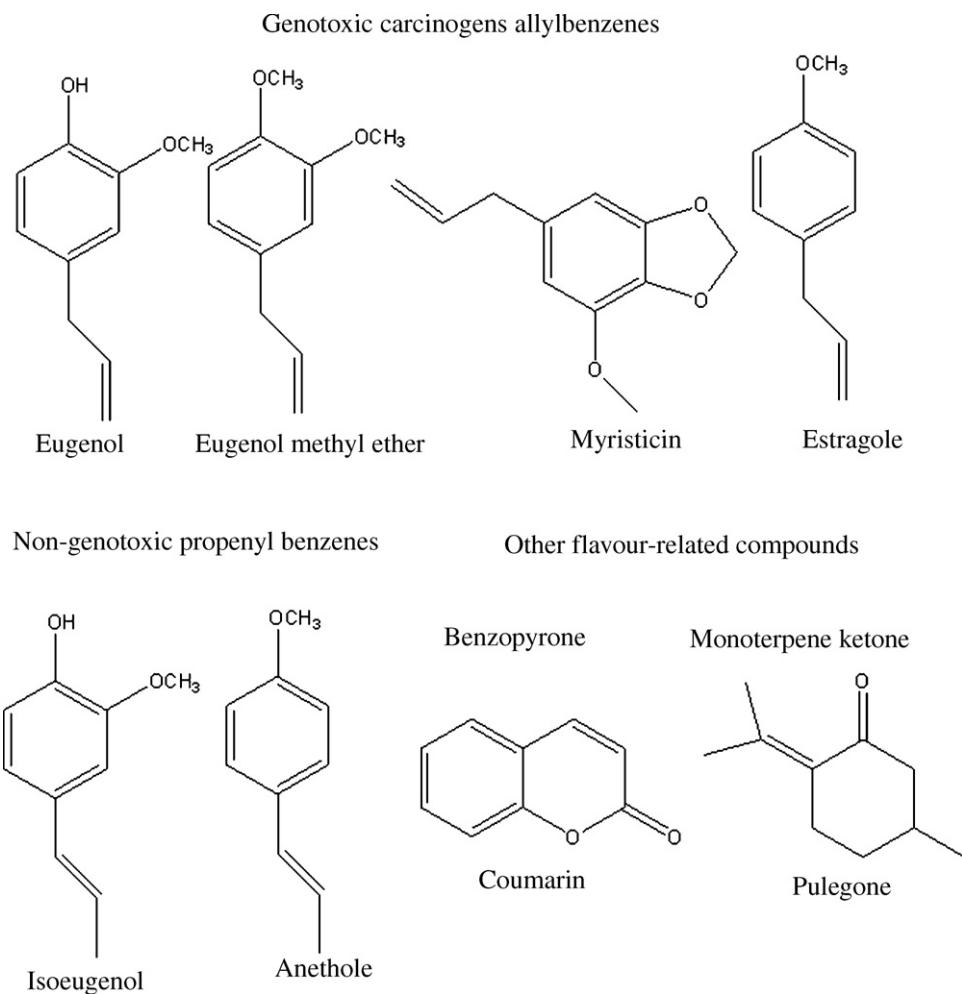 Genotoxic carcinogens allylbenzenes
OH
OCH3
OCH3
OCH3
O
O
O
OCH3
Eugenol
Eugenol methyl ether
Myristicin
Estragole
Non-genotoxic propenyl benzenes
Other flavour-related compounds
OH
OCH3
OCH3
Benzopyrone
Monoterpene ketone
O
O
O
Coumarin
Pulegone
Isoeugenol
Anethole